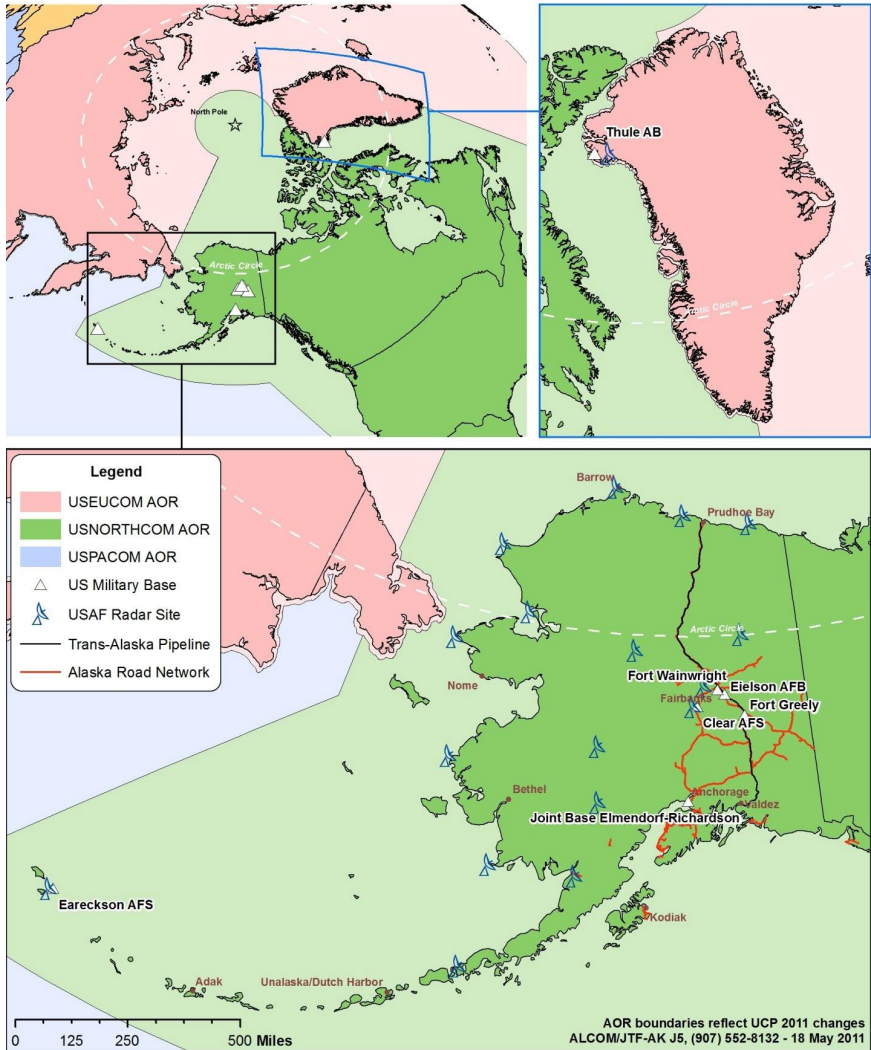 North Pole
Arctic Circle
Thule AB
Arctic Circle
Legend
USEUCOM AOR
USNORTHCOM AOR
USPACOM AOR
US Military Base
USAF Radar Site
Trans-Alaska Pipeline
Alaska Road Network
Barrow
Prudhoe Bay
Arctic Circle
Nome
Fort Wainwright
Eielson AFB
Fairbanks
Fort Greely
Clear AFS
Bethel
Anchorage
Valdez
Joint Base Elmendorf-Richardson
Eareckson AFS
Kodiak
Adak
Unalaska/Dutch Harbor
0 125 250 500 Miles
AOR boundaries reflect UCP 2011 changes
ALCOM/JTF-AK J5, (907) 552-8132 - 18 May 2011